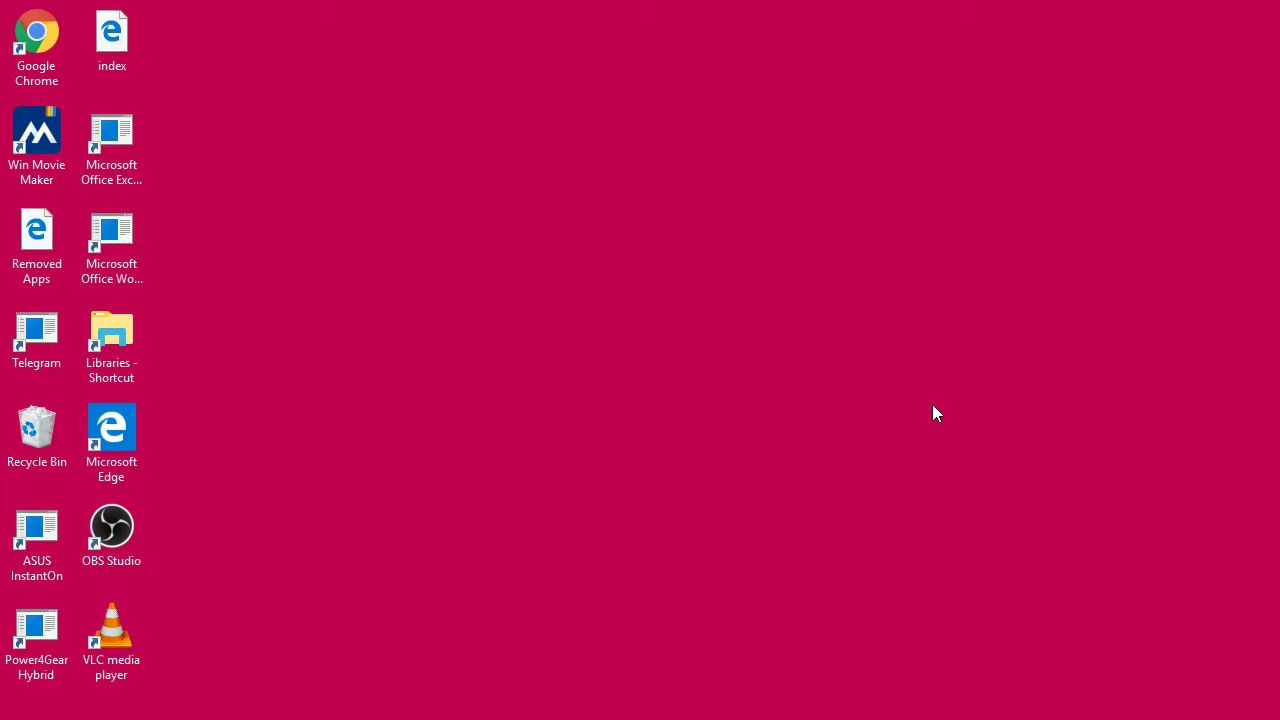 Google
Chrome
index
Win Movie
Maker
Microsoft
Office Exc...
Removed
Apps
Microsoft
Office Wo...
Telegram
Libraries -
Shortcut
Recycle Bin
Microsoft
Edge
ASUS
InstantOn
OBS Studio
Power4Gear
Hybrid
VLC media
player